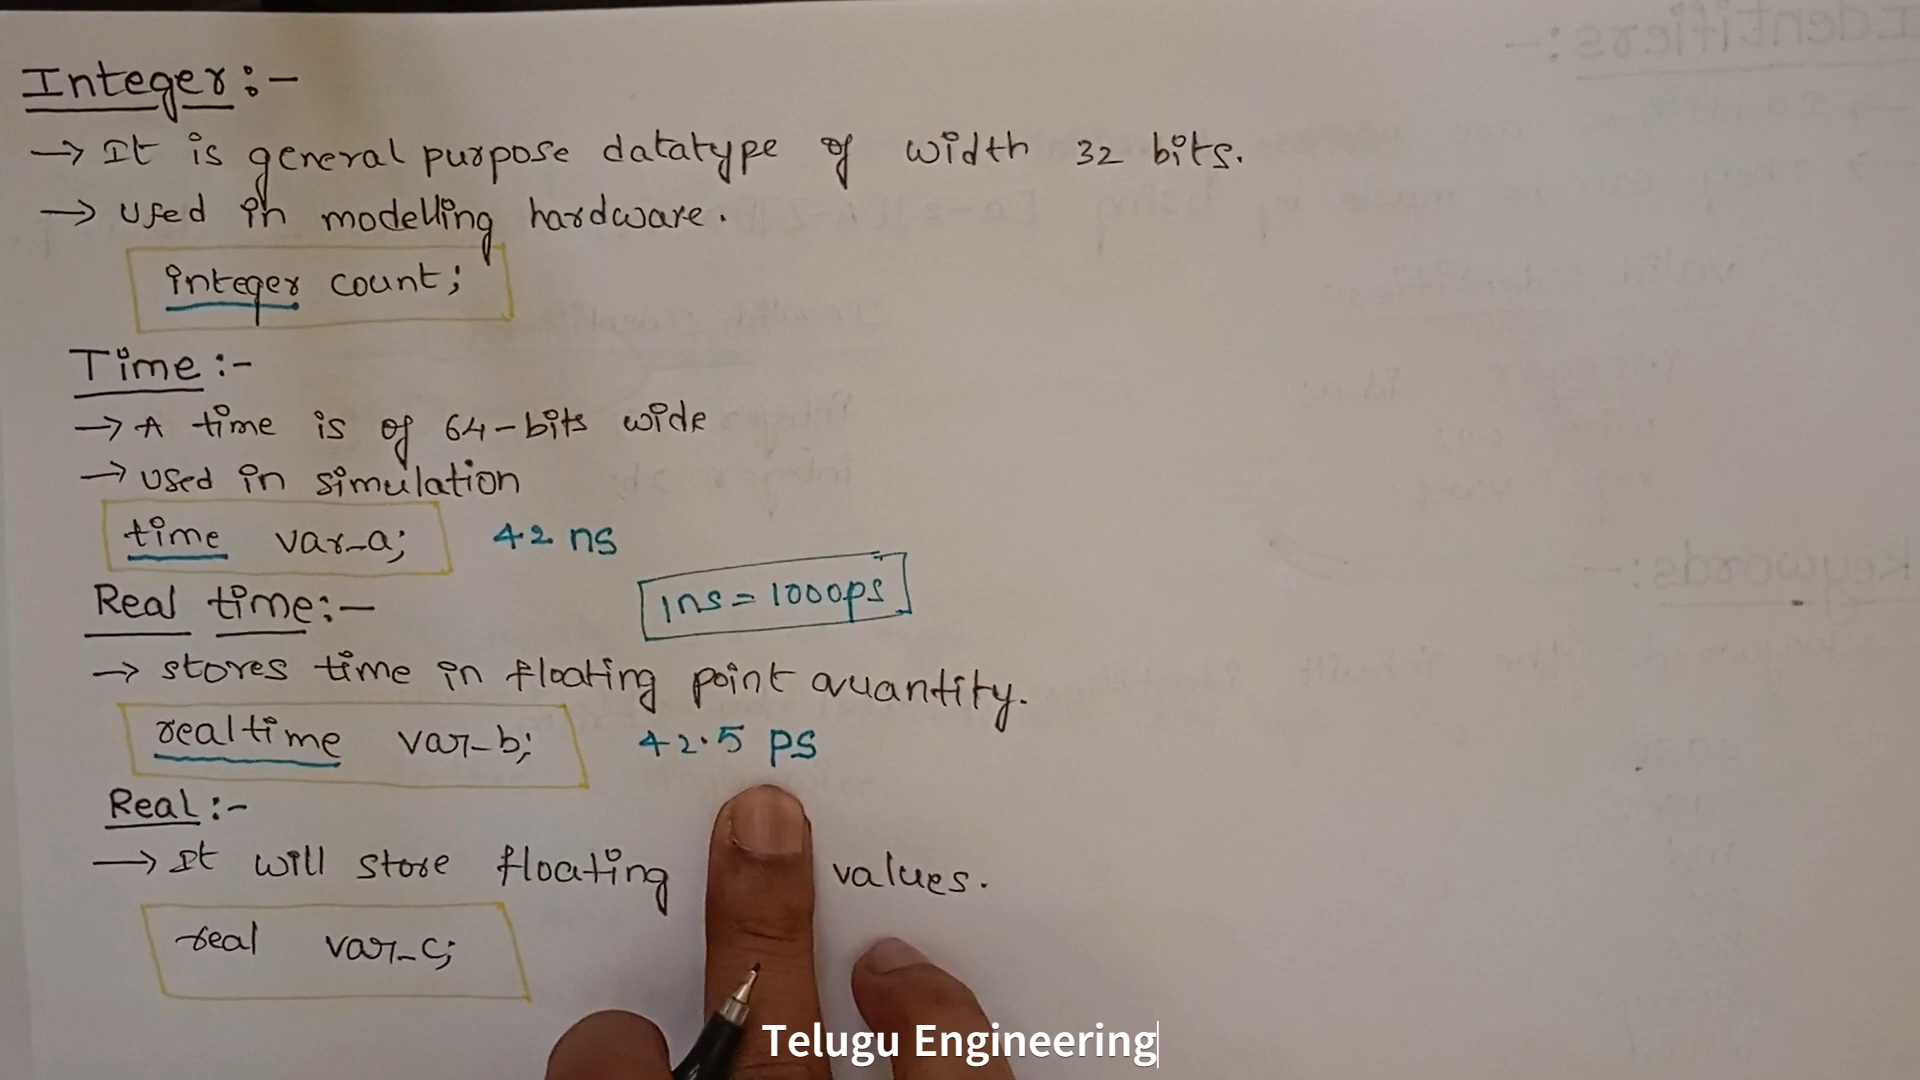 Integer:-
→ It is general purpose datatype of width 32 bits.
→ used in modelling hardware.
integer count;
Time:-
→ A time is of 64-bits wide
→ used in simulation
time var_a; 42 ns
Real time:-
1ns = 1000ps
→ stores time in floating point quantity.
realtime var_b; 42.5 ps
Real:-
→ It will store floating values.
real var_c;
Telugu Engineering